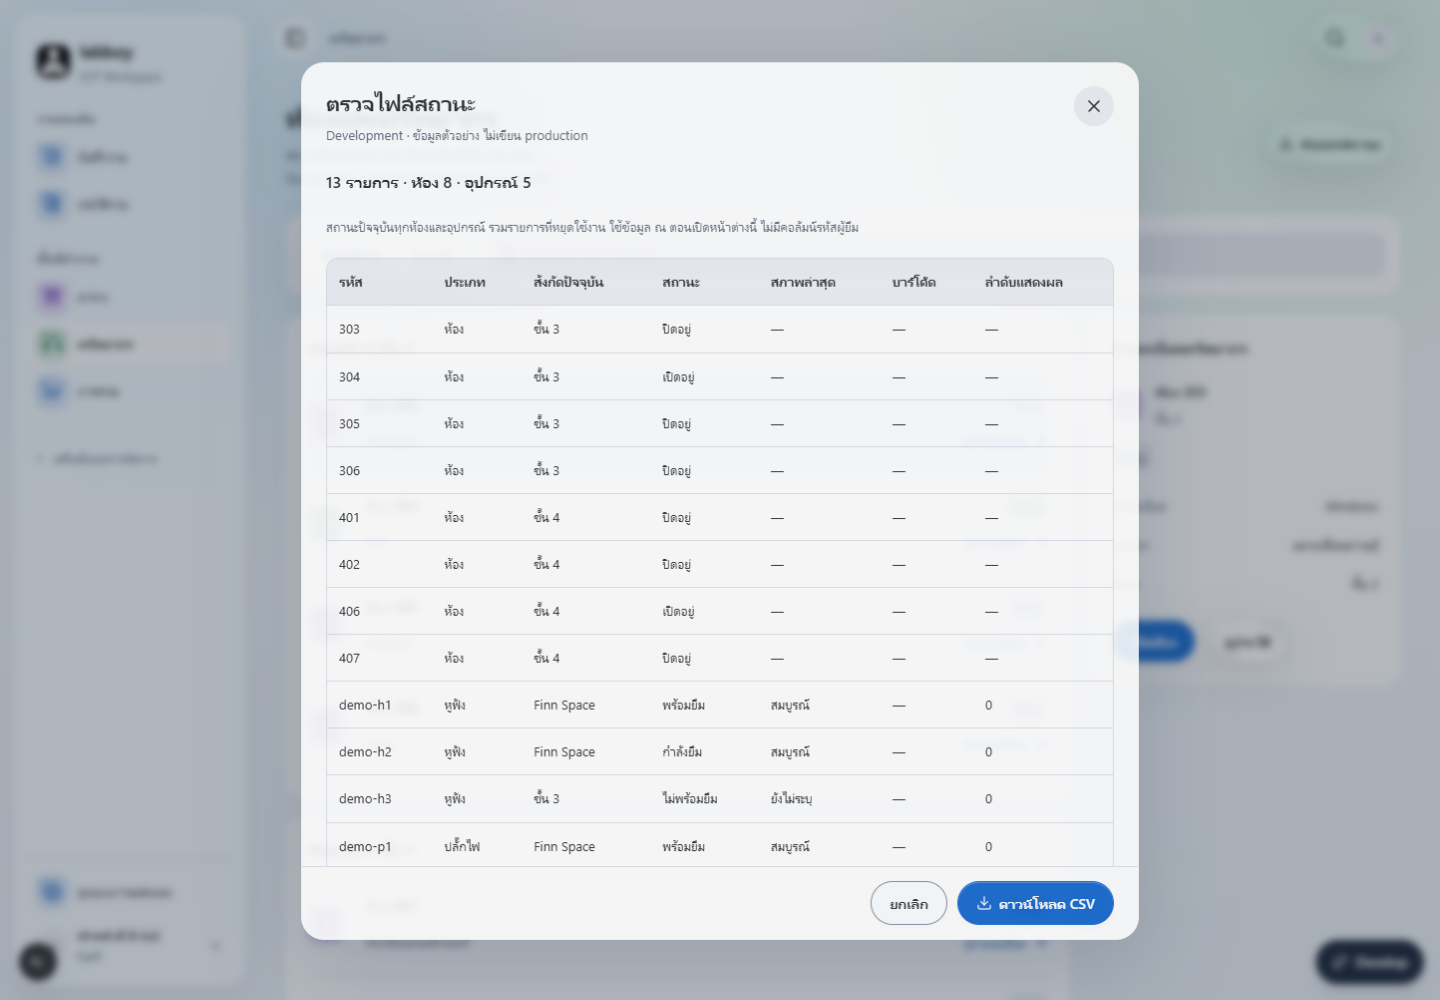 ตรวจไฟล์สถานะ
Development · ข้อมูลตัวอย่าง ไม่เขียน production
13 รายการ · ห้อง 8 · อุปกรณ์ 5
สถานะปัจจุบันทุกห้องและอุปกรณ์ รวมรายการที่หยุดใช้งาน ใช้ข้อมูล ณ ตอนเปิดหน้าต่างนี้ ไม่มีคอลัมน์รหัสผู้ยืม
รหัส ประเภท สังกัดปัจจุบัน สถานะ สภาพล่าสุด บาร์โค้ด ลำดับแสดงผล
303 ห้อง ชั้น 3 ปิดอยู่ — — —
304 ห้อง ชั้น 3 เปิดอยู่ — — —
305 ห้อง ชั้น 3 ปิดอยู่ — — —
306 ห้อง ชั้น 3 ปิดอยู่ — — —
401 ห้อง ชั้น 4 ปิดอยู่ — — —
402 ห้อง ชั้น 4 ปิดอยู่ — — —
406 ห้อง ชั้น 4 เปิดอยู่ — — —
407 ห้อง ชั้น 4 ปิดอยู่ — — —
demo-h1 หูฟัง Finn Space พร้อมยืม สมบูรณ์ — 0
demo-h2 หูฟัง Finn Space กำลังยืม สมบูรณ์ — 0
demo-h3 หูฟัง ชั้น 3 ไม่พร้อมยืม ยังไม่ระบุ — 0
demo-p1 ปลั๊กไฟ Finn Space พร้อมยืม สมบูรณ์ — 0
ยกเลิก
ดาวน์โหลด CSV